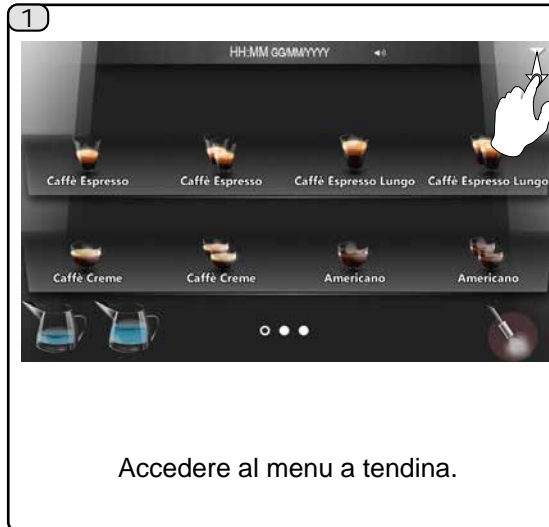 1
HH:MM GG/MM/YYYY
Caffè Espresso Caffè Espresso Caffè Espresso Lungo Caffè Espresso Lungo
Caffè Creme Caffè Creme Americano Americano
Accedere al menu a tendina.